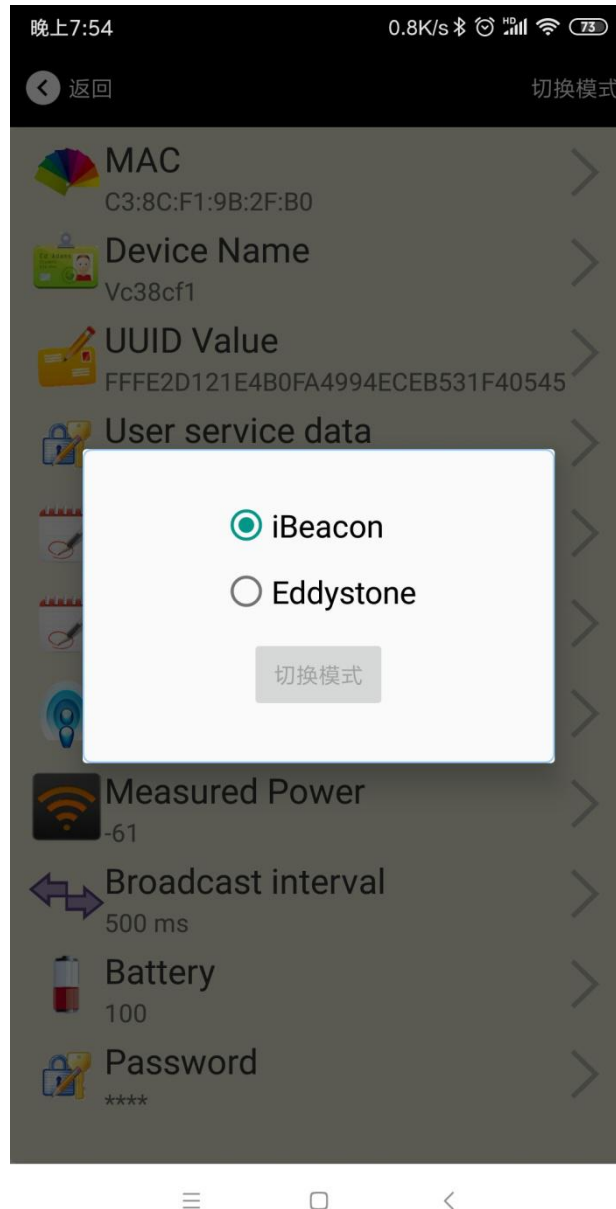 晚上7:54 0.8K/s HD 73
返回 切换模式
MAC
C3:8C:F1:9B:2F:B0
Device Name
Vc38cf1
UUID Value
FFFE2D121E4B0FA4994ECEB531F40545
User service data
iBeacon
Eddystone
切换模式
Measured Power
-61
Broadcast interval
500 ms
Battery
100
Password
****